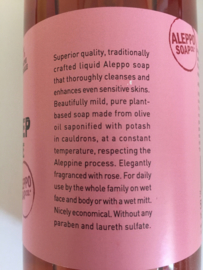 Superior quality, traditionally
crafted liquid Aleppo soap
that thoroughly cleanses and
enhances even sensitive skins.
Beautifully mild, pure plant-
based soap made from olive
oil saponified with potash
in cauldrons, at a constant
temperature, respecting the
Aleppine process. Elegantly
fragranced with rose. For daily
use by the whole family on wet
face and body or with a wet mitt.
Nicely economical. Without any
paraben and laureth sulfate.
ALEPPO
SOAP
ALEPPO